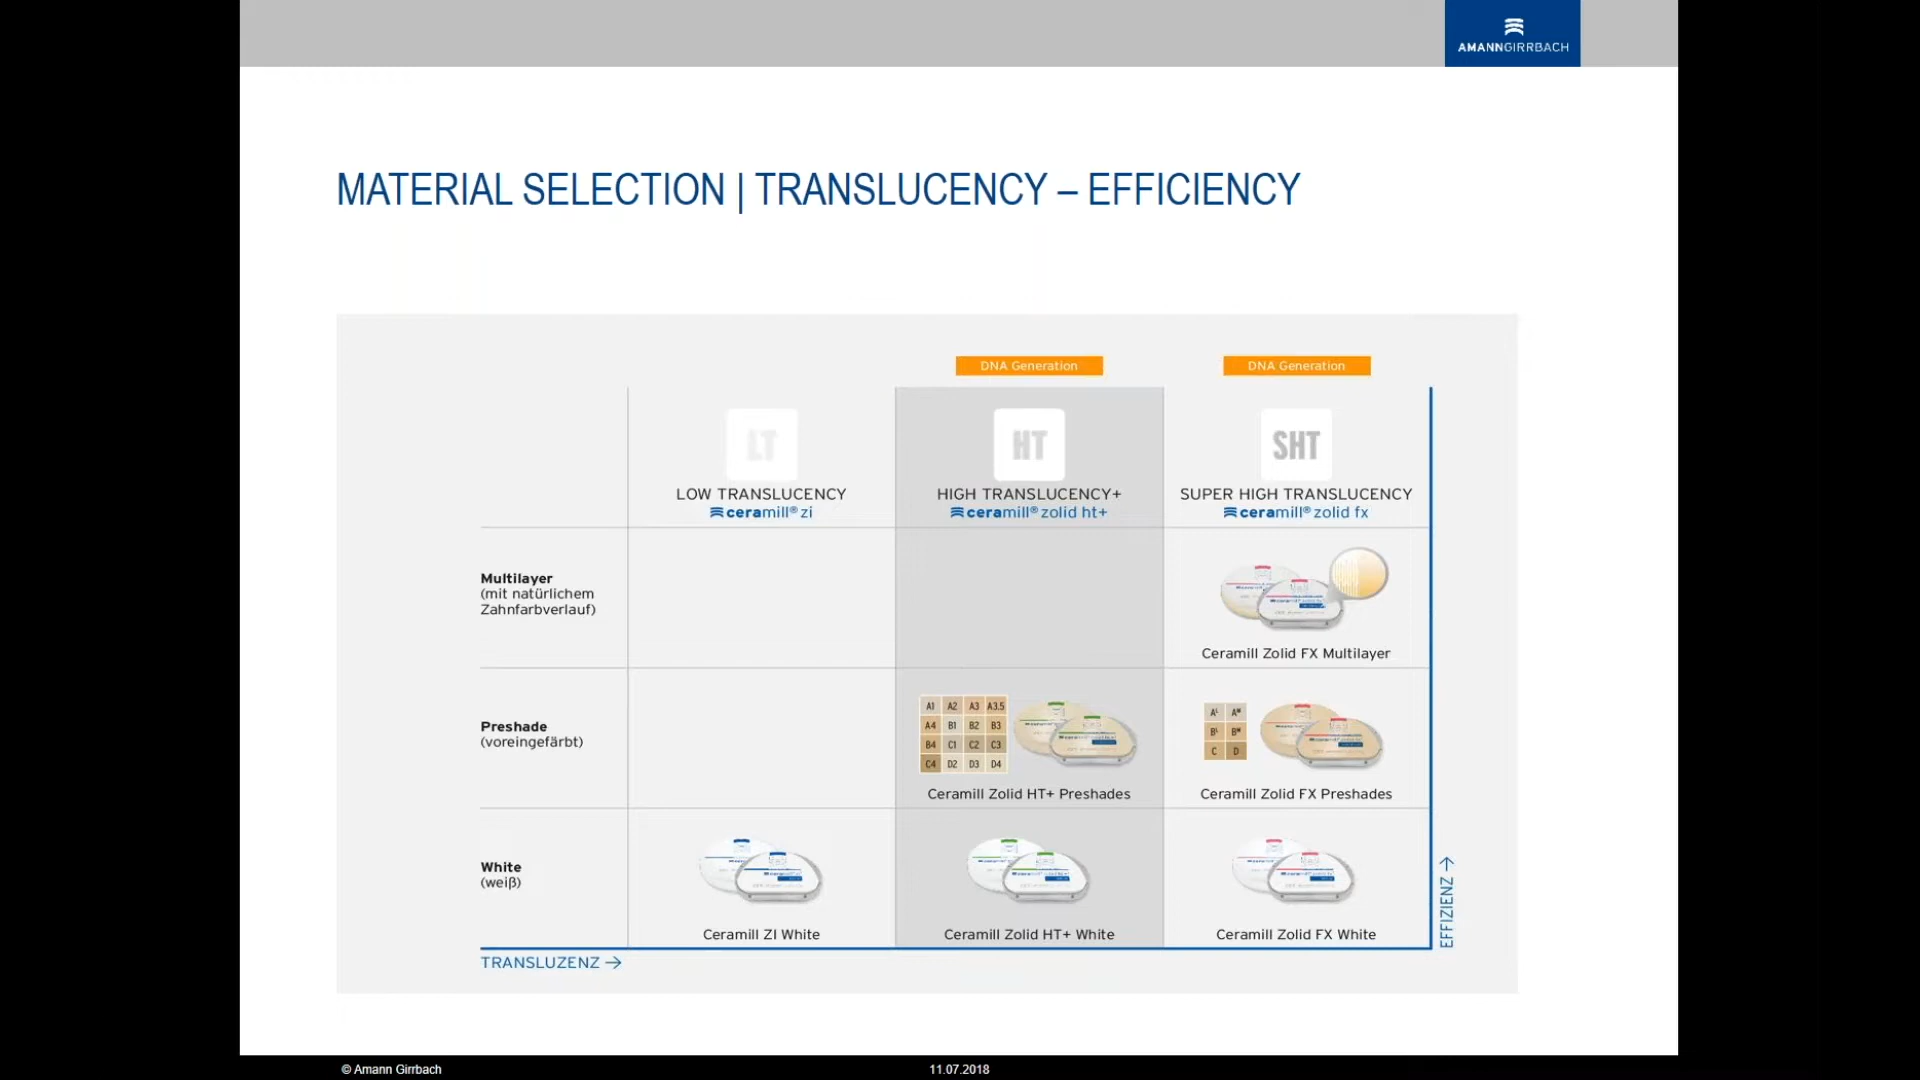 AMANNGIRRBACH
MATERIAL SELECTION | TRANSLUCENCY – EFFICIENCY
DNA Generation
DNA Generation
LT
HT
SHT
LOW TRANSLUCENCY
HIGH TRANSLUCENCY+
SUPER HIGH TRANSLUCENCY
ceramill® zi
ceramill® zolid ht+
ceramill® zolid fx
Multilayer
(mit natürlichem
Zahnfarbverlauf)
Ceramill Zolid FX Multilayer
Preshade
(voreingefärbt)
A1 A2 A3 A3.5
A4 B1 B2 B3
B4 C1 C2 C3
C4 D2 D3 D4
Ceramill Zolid HT+ Preshades
C D
Ceramill Zolid FX Preshades
White
(weiß)
Ceramill ZI White
Ceramill Zolid HT+ White
Ceramill Zolid FX White
EFFIZIENZ →
TRANSLUZENZ →
© Amann Girrbach
11.07.2018